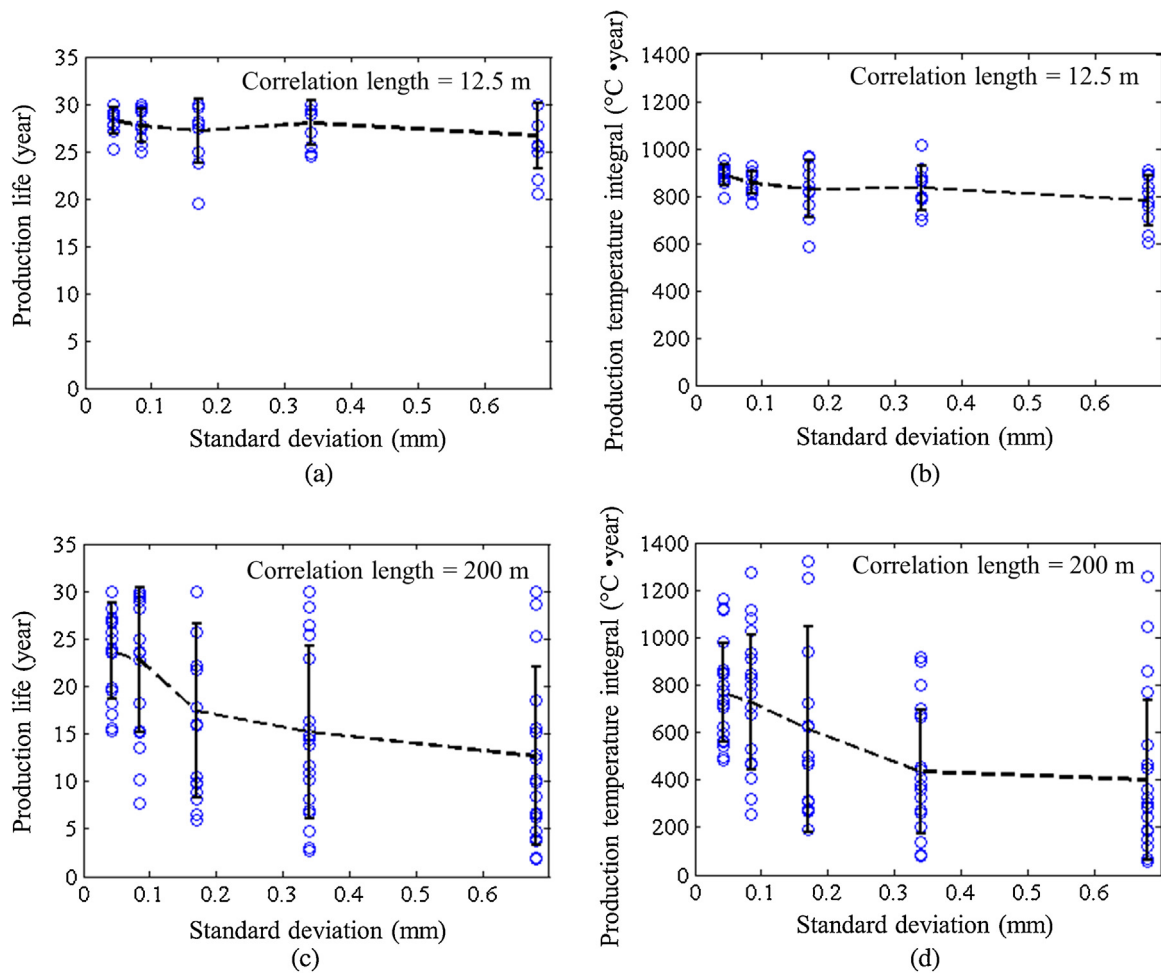 35
30
25
20
15
10
5
0
Production life (year)
Correlation length = 12.5 m
0 0.1 0.2 0.3 0.4 0.5 0.6
Standard deviation (mm)
(a)
1400
1200
1000
800
600
400
200
0
Production temperature integral (°C •year)
Correlation length = 12.5 m
0 0.1 0.2 0.3 0.4 0.5 0.6
Standard deviation (mm)
(b)
35
30
25
20
15
10
5
0
Production life (year)
Correlation length = 200 m
0 0.1 0.2 0.3 0.4 0.5 0.6
Standard deviation (mm)
(c)
1400
1200
1000
800
600
400
200
0
Production temperature integral (°C •year)
Correlation length = 200 m
0 0.1 0.2 0.3 0.4 0.5 0.6
Standard deviation (mm)
(d)